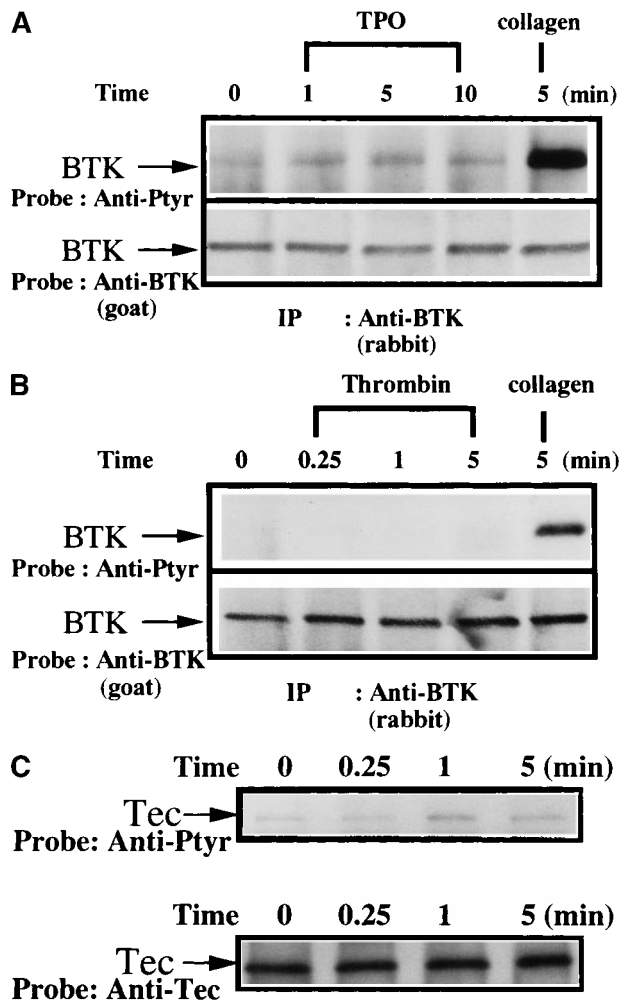 A
TPO collagen
Time 0 1 5 10 5 (min)
BTK
Probe : Anti-Ptyr
BTK
Probe : Anti-BTK
(goat)
IP : Anti-BTK
(rabbit)
B
Thrombin collagen
Time 0 0.25 1 5 5 (min)
BTK
Probe : Anti-Ptyr
BTK
Probe : Anti-BTK
(goat)
IP : Anti-BTK
(rabbit)
C
Time 0 0.25 1 5 (min)
Tec
Probe: Anti-Ptyr
Time 0 0.25 1 5 (min)
Tec
Probe: Anti-Tec